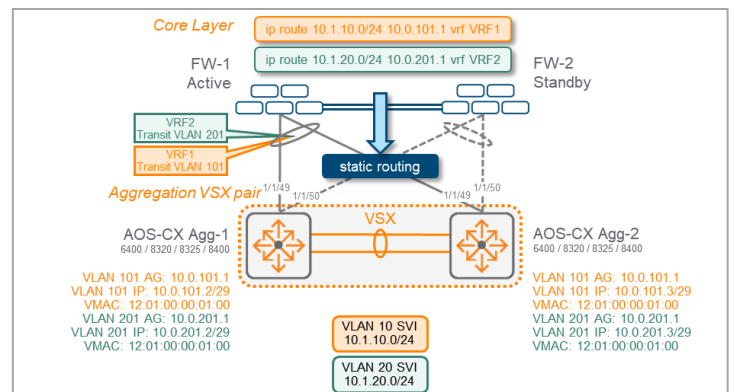 Core Layer
ip route 10.1.10.0/24 10.0.101.1 vrf VRF1
ip route 10.1.20.0/24 10.0.201.1 vrf VRF2
FW-1
Active
FW-2
Standby
VRF2
Transit VLAN 201
VRF1
Transit VLAN 101
static routing
Aggregation VSX pair
1/1/49
1/1/50
1/1/49
1/1/50
VSX
AOS-CX Agg-1
6400 / 8320 / 8325 / 8400
AOS-CX Agg-2
6400 / 8320 / 8325 / 8400
VLAN 101 AG: 10.0.101.1
VLAN 101 IP: 10.0.101.2/29
VMAC: 12:01:00:00:01:00
VLAN 201 AG: 10.0.201.1
VLAN 201 IP: 10.0.201.2/29
VMAC: 12:01:00:00:01:00
VLAN 101 AG: 10.0.101.1
VLAN 101 IP: 10.0.101.3/29
VMAC: 12:01:00:00:01:00
VLAN 201 AG: 10.0.201.1
VLAN 201 IP: 10.0.201.3/29
VMAC: 12:01:00:00:01:00
VLAN 10 SVI
10.1.10.0/24
VLAN 20 SVI
10.1.20.0/24